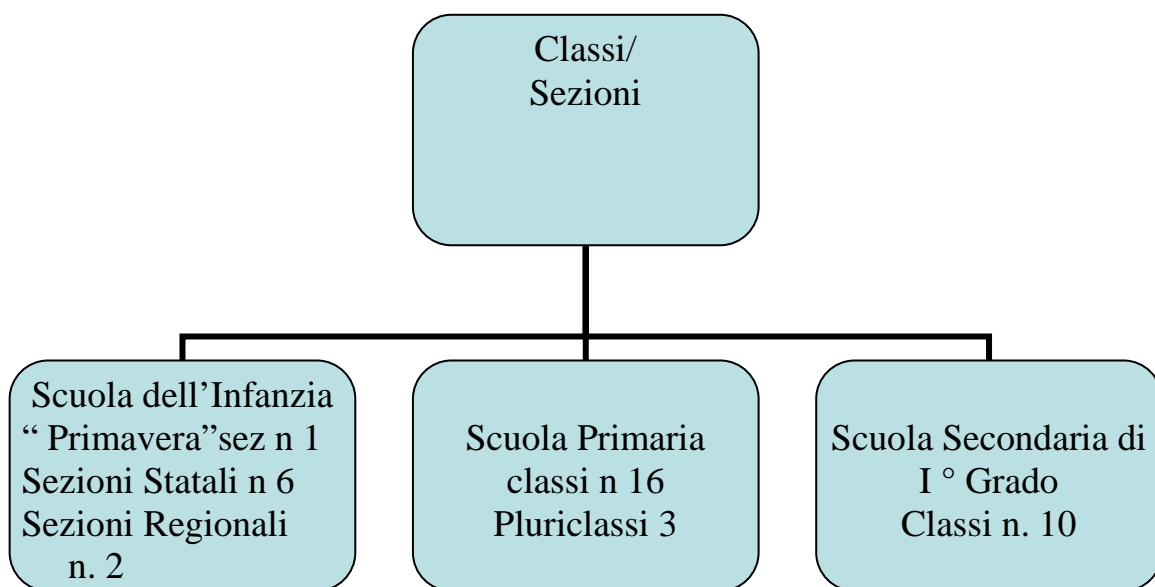 Classi/
Sezioni
Scuola dell’Infanzia
“ Primavera”sez n 1
Sezioni Statali n 6
Sezioni Regionali
n. 2
Scuola Primaria
classi n 16
Pluriclassi 3
Scuola Secondaria di
I ° Grado
Classi n. 10